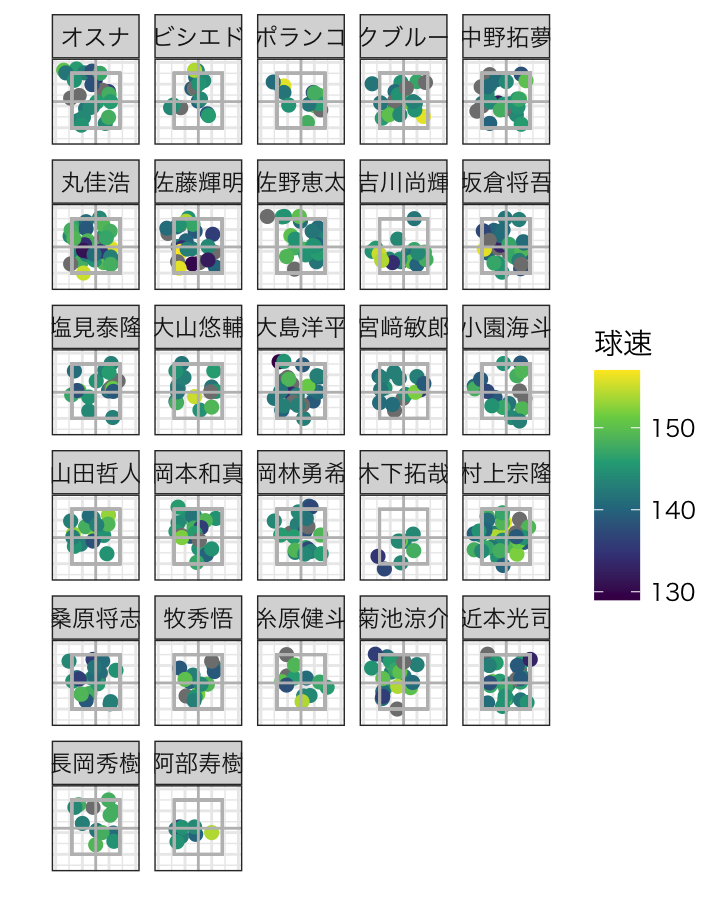 オスナ
ビシエド
ポランコ
クブルー
中野拓夢
丸佳浩
佐藤輝明
佐野恵太
吉川尚輝
坂倉将吾
塩見泰隆
大山悠輔
大島洋平
宮﨑敏郎
小園海斗
山田哲人
岡本和真
岡林勇希
木下拓哉
村上宗隆
桑原将志
牧秀悟
糸原健斗
菊池涼介
近本光司
長岡秀樹
阿部寿樹
球速
150
140
130